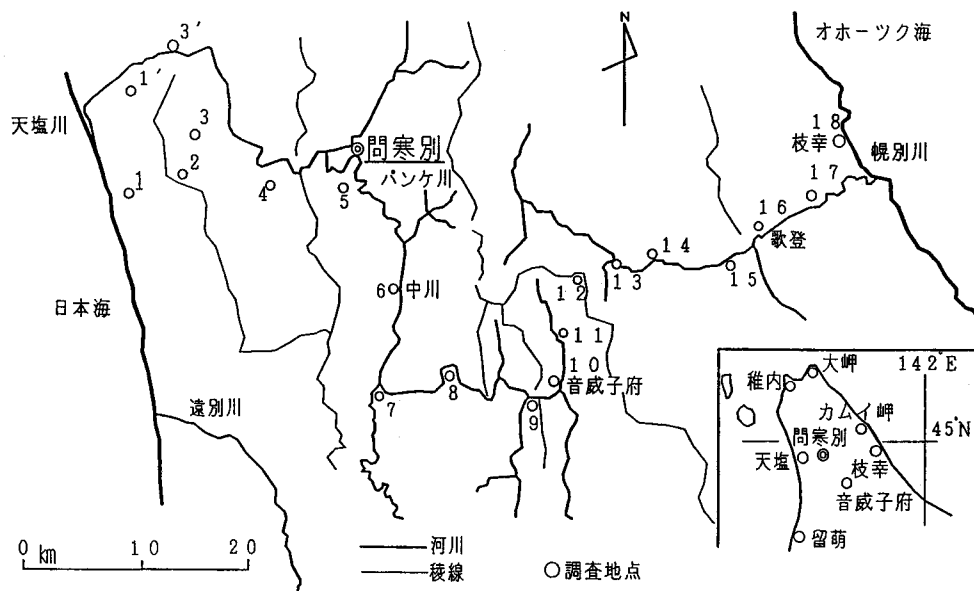 3'
N
オホーツク海
1'
天塩川
3
18
問寒別
枝幸
幌別川
2
パンケ川
17
1
4
5
16
歌登
14
13
15
12
6 中川
日本海
11
10
音威子府
7
8
9
遠別川
142°E
大岬
稚内
カムイ岬
45°N
問寒別
天塩
枝幸
音威子府
留萌
0 km 10 20
河川
稜線
調査地点